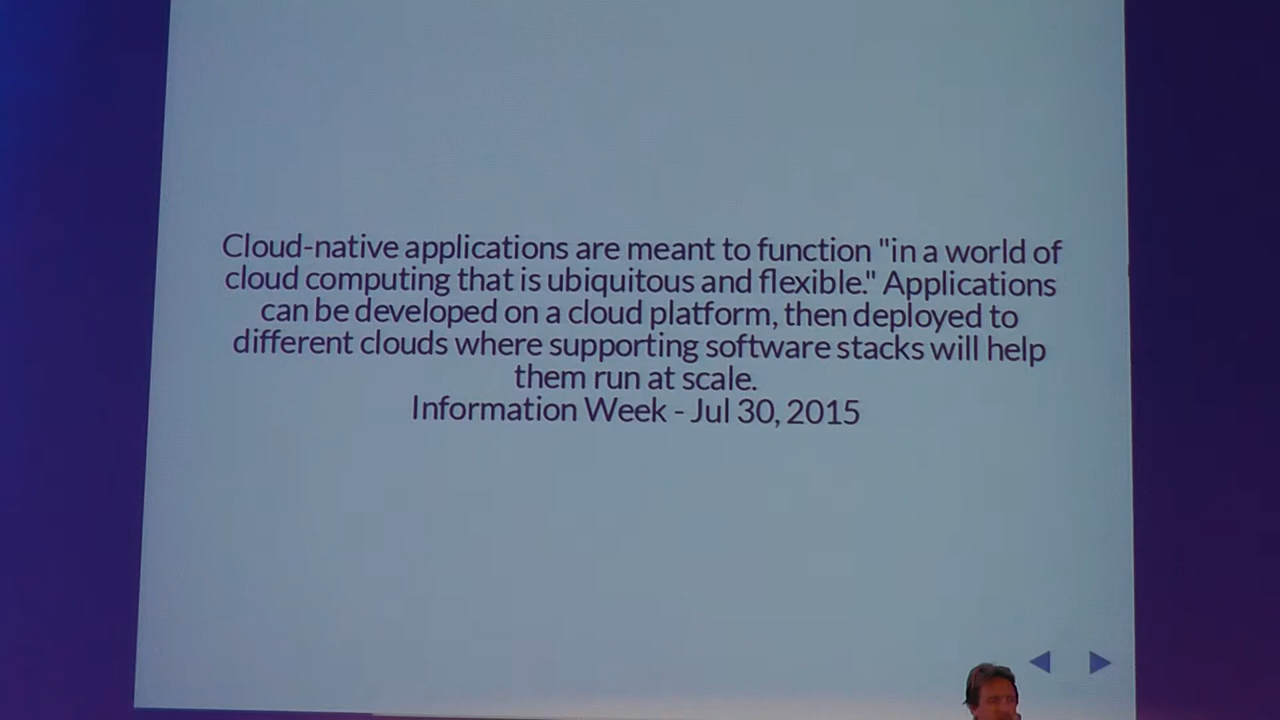 Cloud-native applications are meant to function "in a world of
cloud computing that is ubiquitous and flexible." Applications
can be developed on a cloud platform, then deployed to
different clouds where supporting software stacks will help
them run at scale.
Information Week - Jul 30, 2015